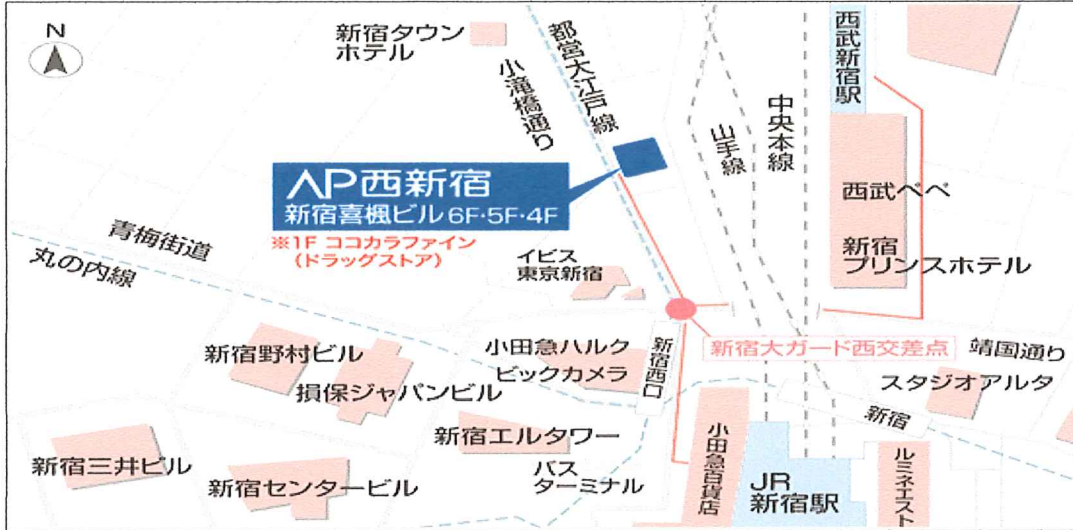 N
新宿タウン
ホテル
都営大江戸線
小滝橋通り
西武新宿駅
中央本線
山手線
AP西新宿
新宿喜楓ビル 6F・5F・4F
※1F ココカラファイン
(ドラッグストア)
西武ペペ
新宿
プリンスホテル
青梅街道
丸の内線
イビス
東京新宿
新宿大ガード西交差点
靖国通り
新宿西口
小田急ハルク
ビックカメラ
新宿野村ビル
損保ジャパンビル
スタジオアルタ
新宿
新宿エルタワー
小田急百貨店
ルミネエスト
新宿三井ビル
新宿センタービル
バス
ターミナル
JR
新宿駅